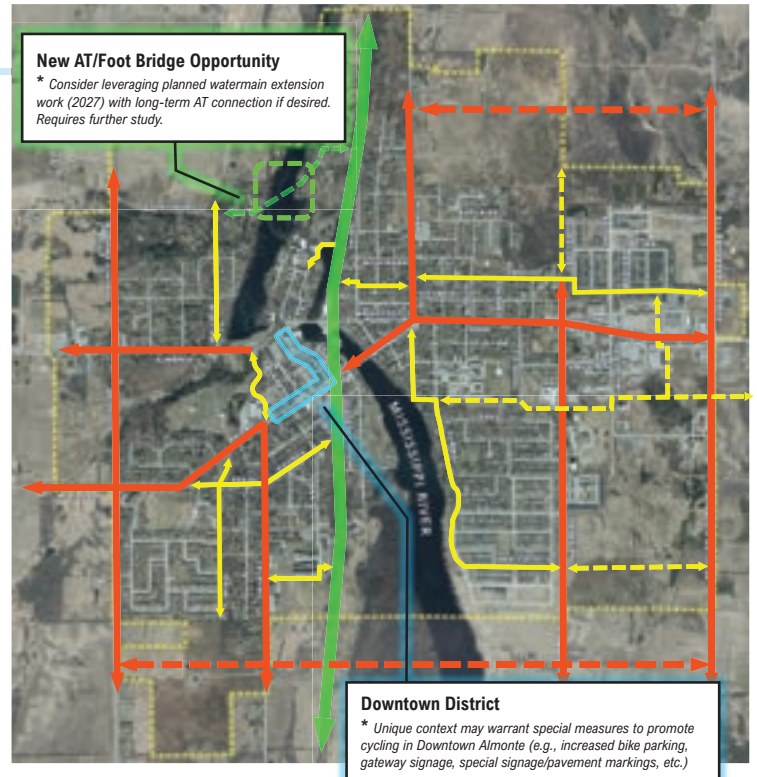 New AT/Foot Bridge Opportunity
* Consider leveraging planned watermain extension
work (2027) with long-term AT connection if desired.
Requires further study.
MISSISSIPPI RIVER
Downtown District
* Unique context may warrant special measures to promote
cycling in Downtown Almonte (e.g., increased bike parking,
gateway signage, special signage/pavement markings, etc.)